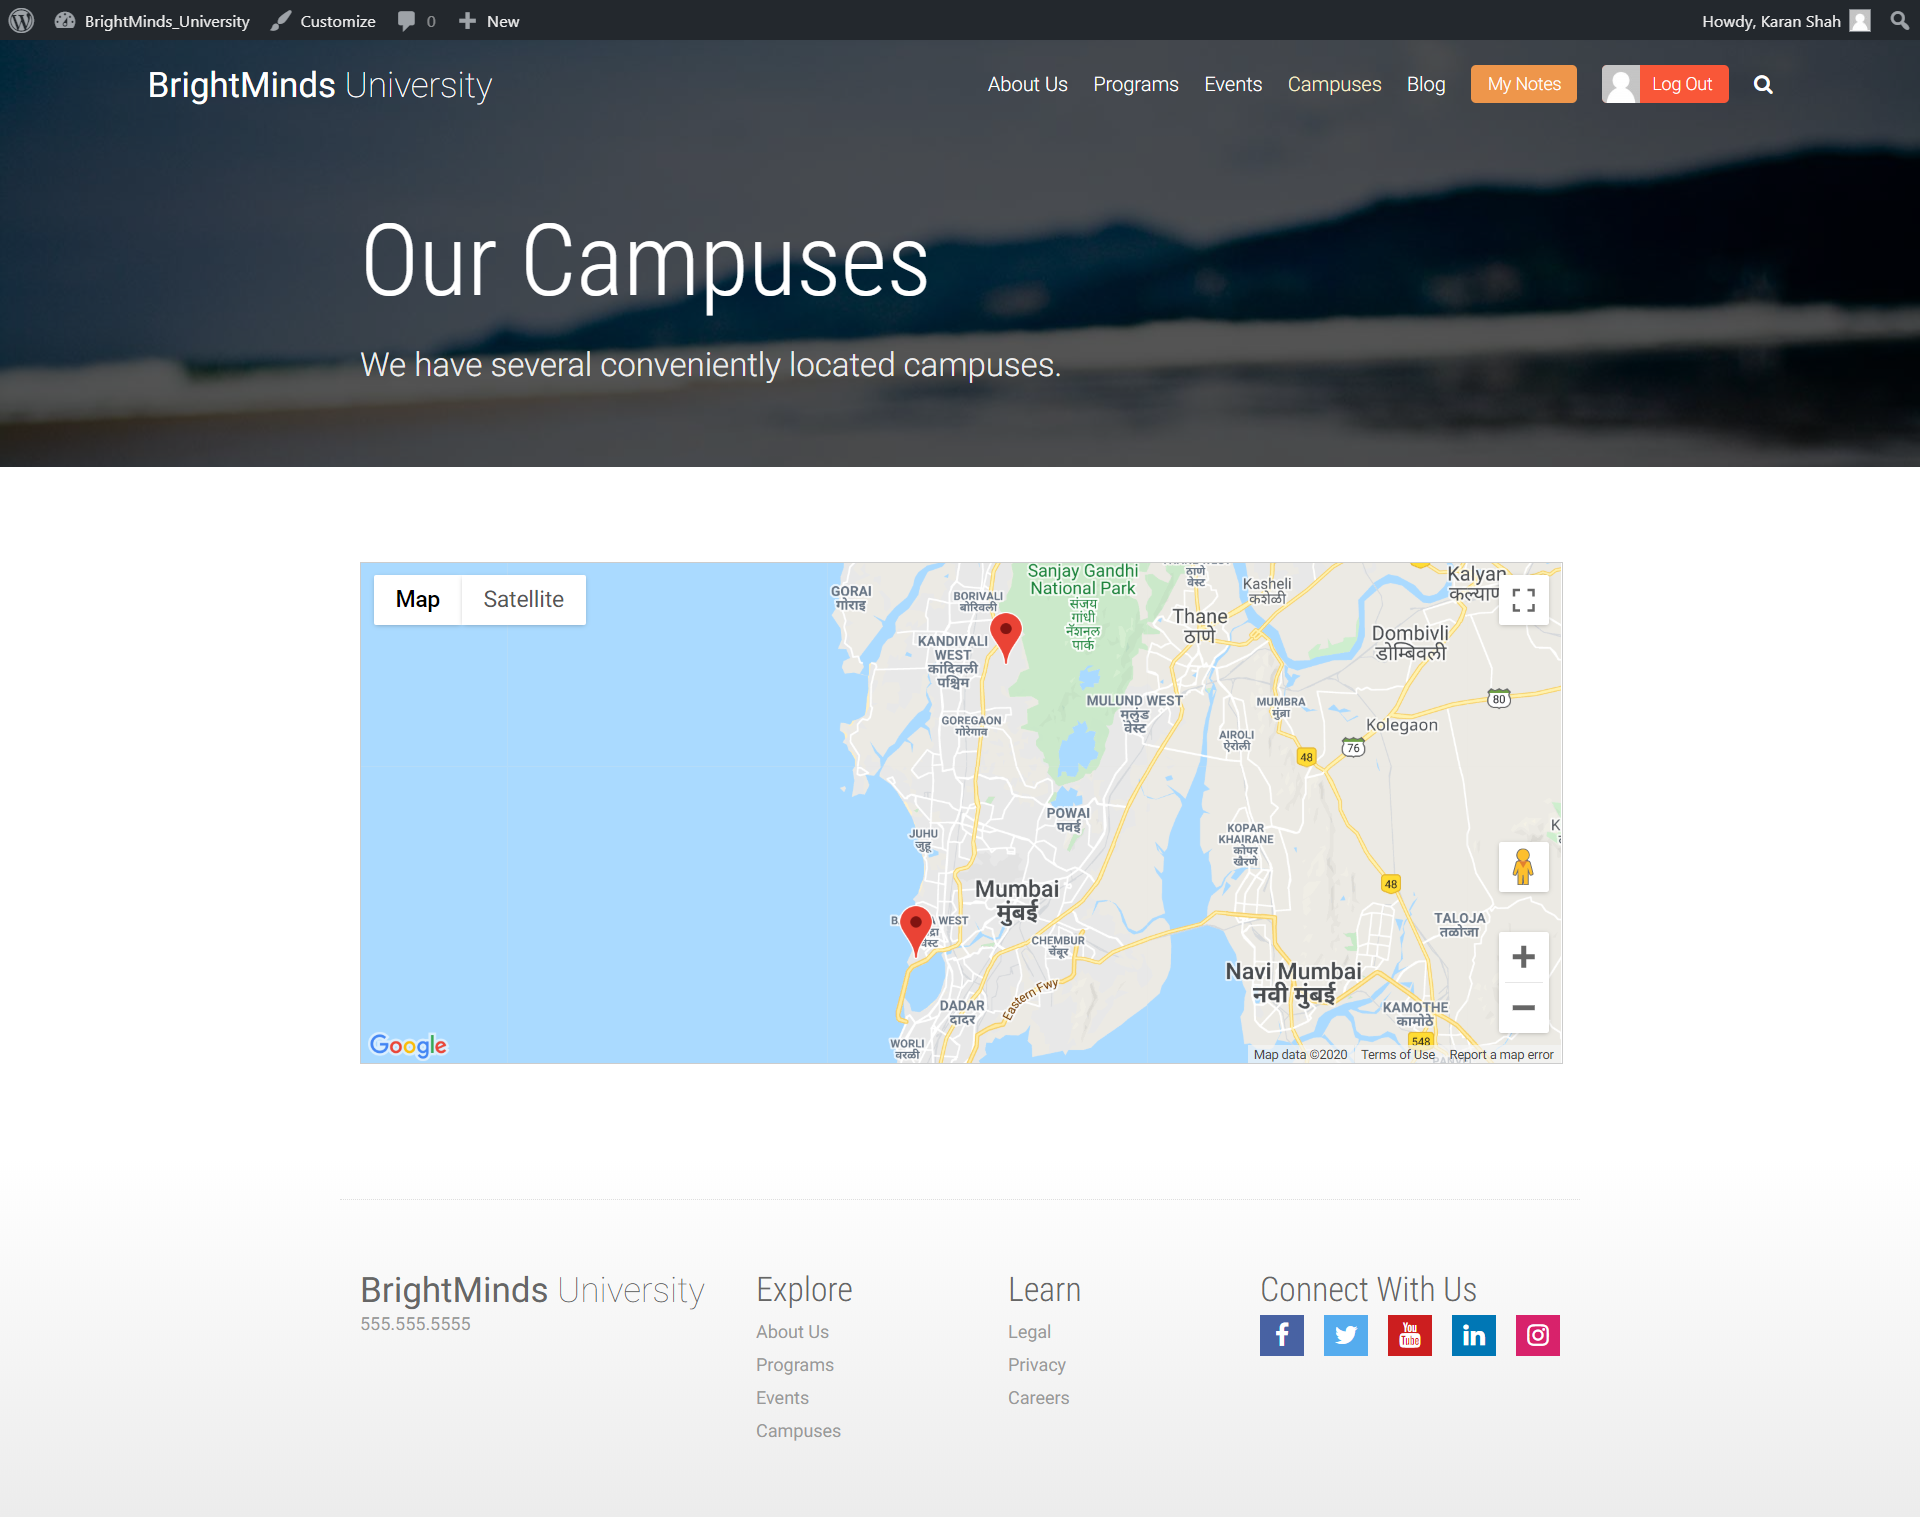 BrightMinds_University Customize 0 New Howdy, Karan Shah
BrightMinds University
About Us Programs Events Campuses Blog My Notes Log Out
Our Campuses
We have several conveniently located campuses.
Map Satellite
GORAI
गोराई
BORIVALI
बोरिवली
Sanjay Gandhi
National Park
संजय
गांधी
नॅशनल
पार्क
ठाणे
वेस्ट
Kasheli
कशेळी
Kalyan
Thane
ठाणे
Dombivli
डोम्बिवली
KANDIVALI
WEST
कांदिवली
पश्चिम
MULUND WEST
मुलुंड
वेस्ट
MUMBRA
मुंब्रा
80
Kolegaon
GOREGAON
गोरेगाव
AIROLI
ऐरोली
76
48
POWAI
पवई
JUHU
जुहू
KOPAR
KHAIRANE
कोपर
खैरणे
48
Mumbai
मुंबई
WEST
वेस्ट
CHEMBUR
चेंबूर
TALOJA
तळोजा
Navi Mumbai
नवी मुंबई
DADAR
दादर
Eastern Fwy
KAMOTHE
कामोठे
548
WORLI
वरळी
Google
Map data ©2020 Terms of Use Report a map error
BrightMinds University
555.555.5555
Explore
About Us
Programs
Events
Campuses
Learn
Legal
Privacy
Careers
Connect With Us
You
Tube
in